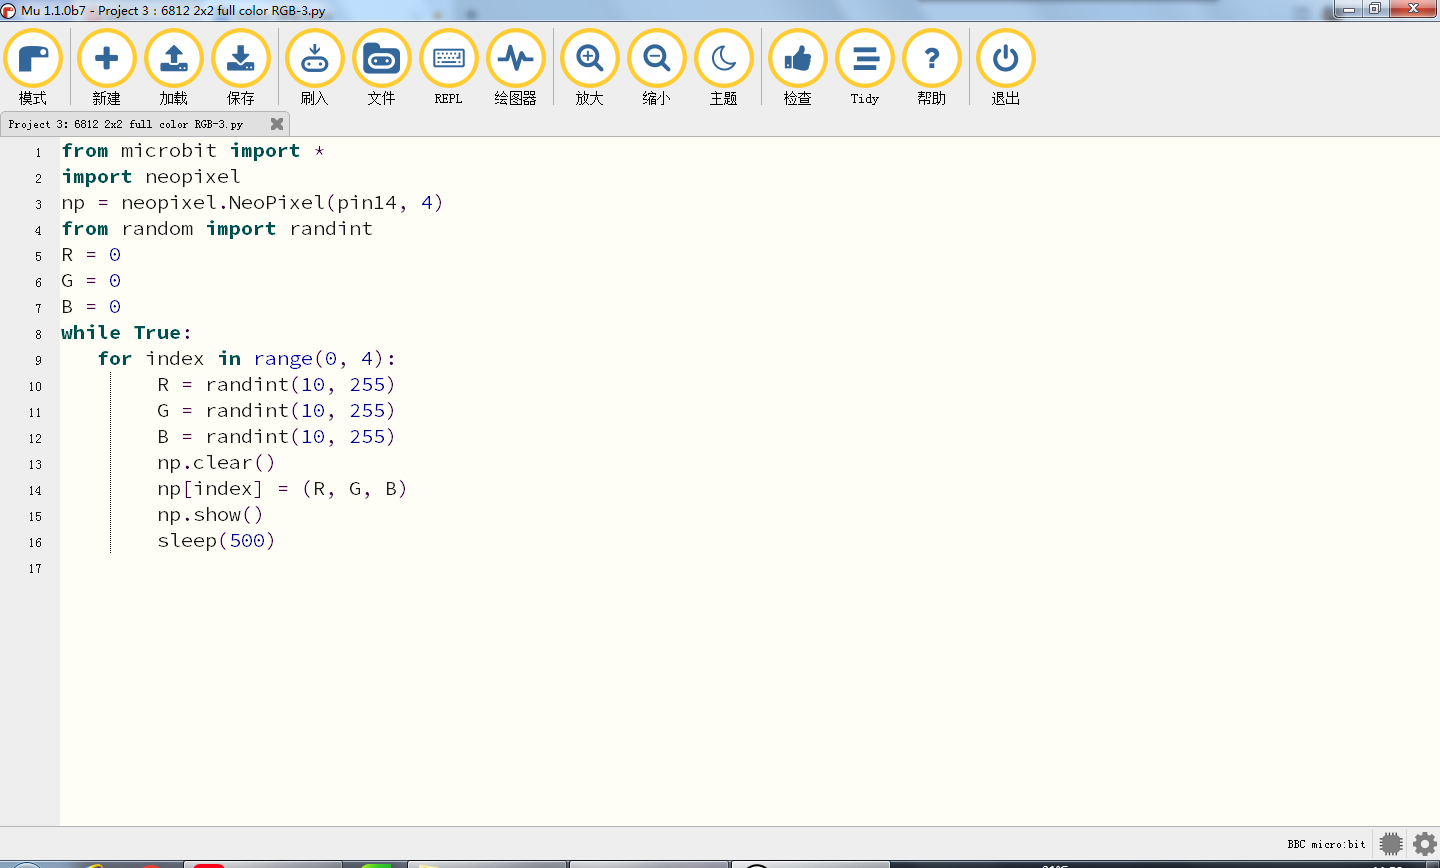 Mu 1.1.0b7 - Project 3：6812 2x2 full color RGB-3.py
模式 新建 加载 保存 刷入 文件 REPL 绘图器 放大 缩小 主题 检查 Tidy 帮助 退出
Project 3：6812 2x2 full color RGB-3.py
1 from microbit import *
2 import neopixel
3 np = neopixel.NeoPixel(pin14, 4)
4 from random import randint
5 R = 0
6 G = 0
7 B = 0
8 while True:
9 for index in range(0, 4):
10 R = randint(10, 255)
11 G = randint(10, 255)
12 B = randint(10, 255)
13 np.clear()
14 np[index] = (R, G, B)
15 np.show()
16 sleep(500)
17
BBC micro:bit